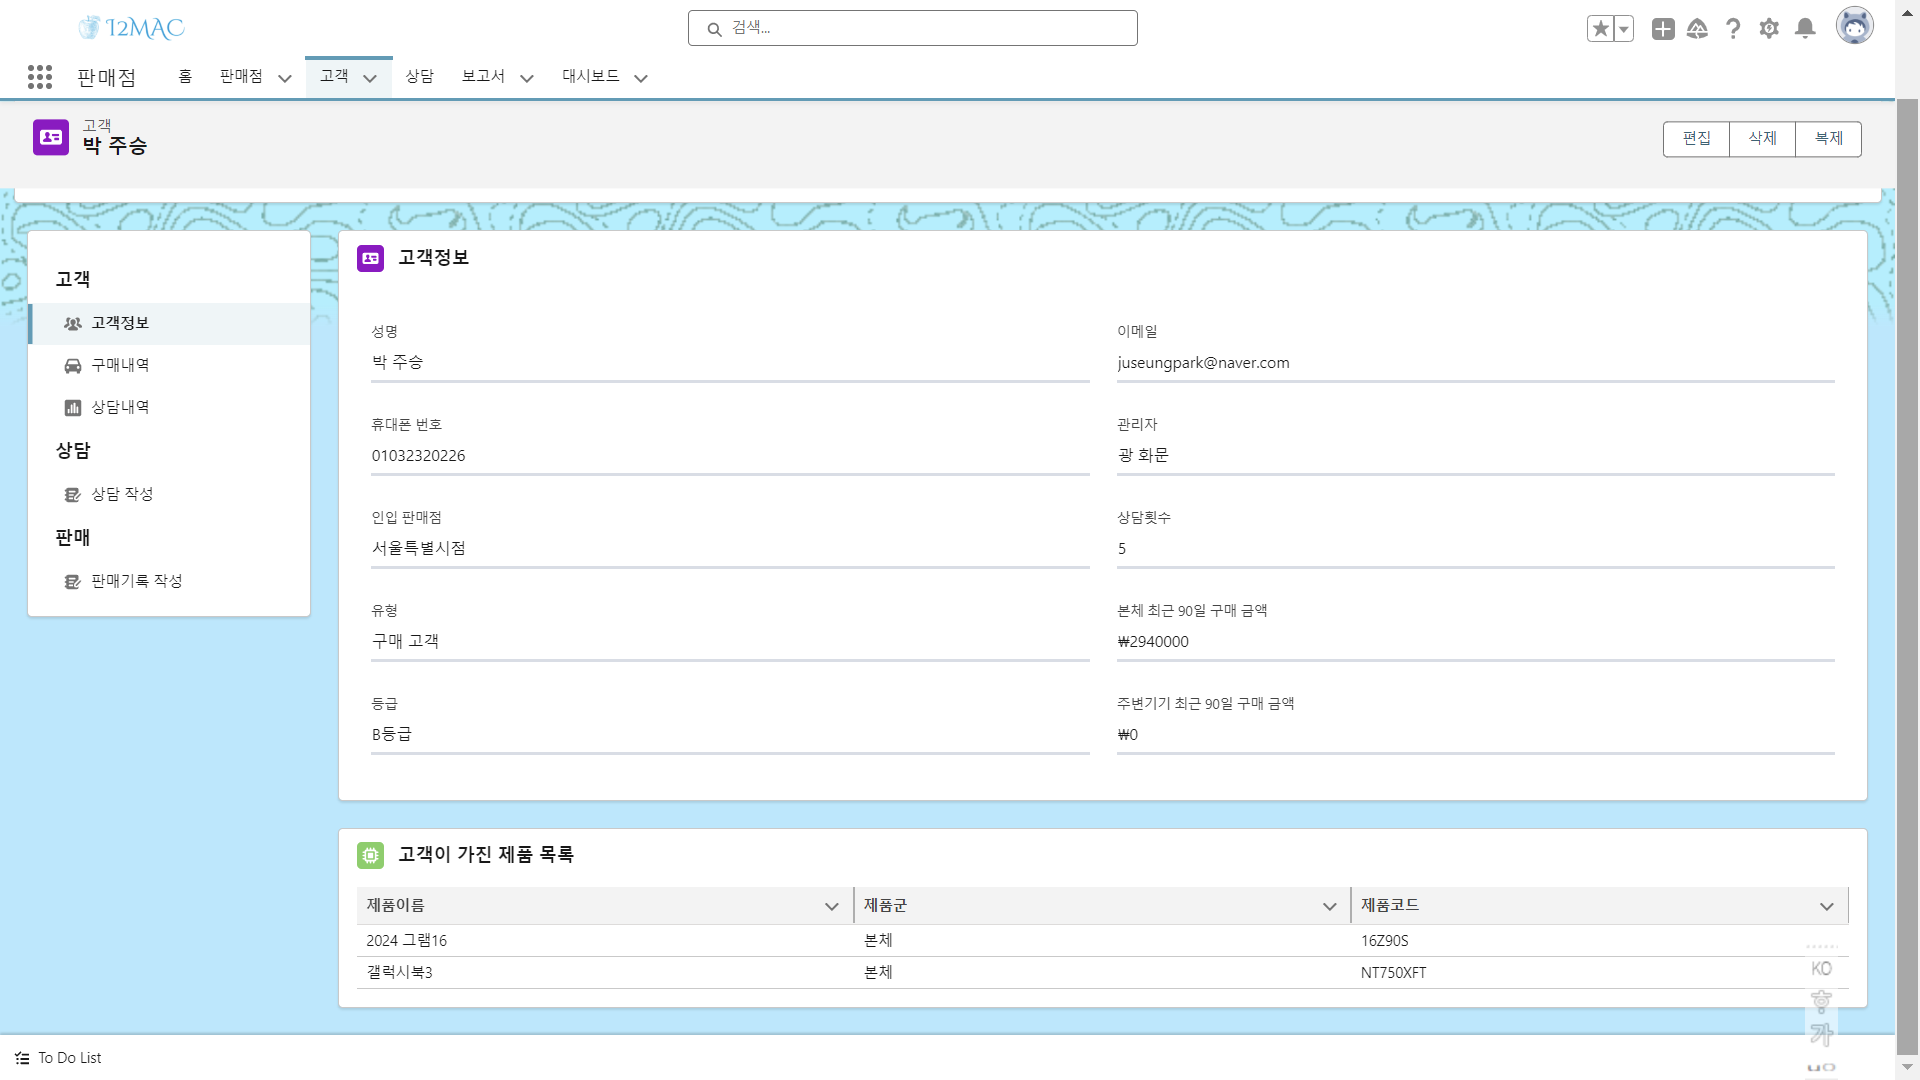 I2MAC
검색...
판매점 홈 판매점 고객 상담 보고서 대시보드
고객
박 주승
편집 삭제 복제
고객
고객정보
구매내역
상담내역
상담
상담 작성
판매
판매기록 작성
고객정보
성명 이메일
박 주승 juseungpark@naver.com
휴대폰 번호 관리자
01032320226 광 화문
인입 판매점 상담횟수
서울특별시점 5
유형 본체 최근 90일 구매 금액
구매 고객 ₩2940000
등급 주변기기 최근 90일 구매 금액
B등급 ₩0
고객이 가진 제품 목록
제품이름 제품군 제품코드
2024 그램16 본체 16Z90S
갤럭시북3 본체 NT750XFT
KO
가
To Do List